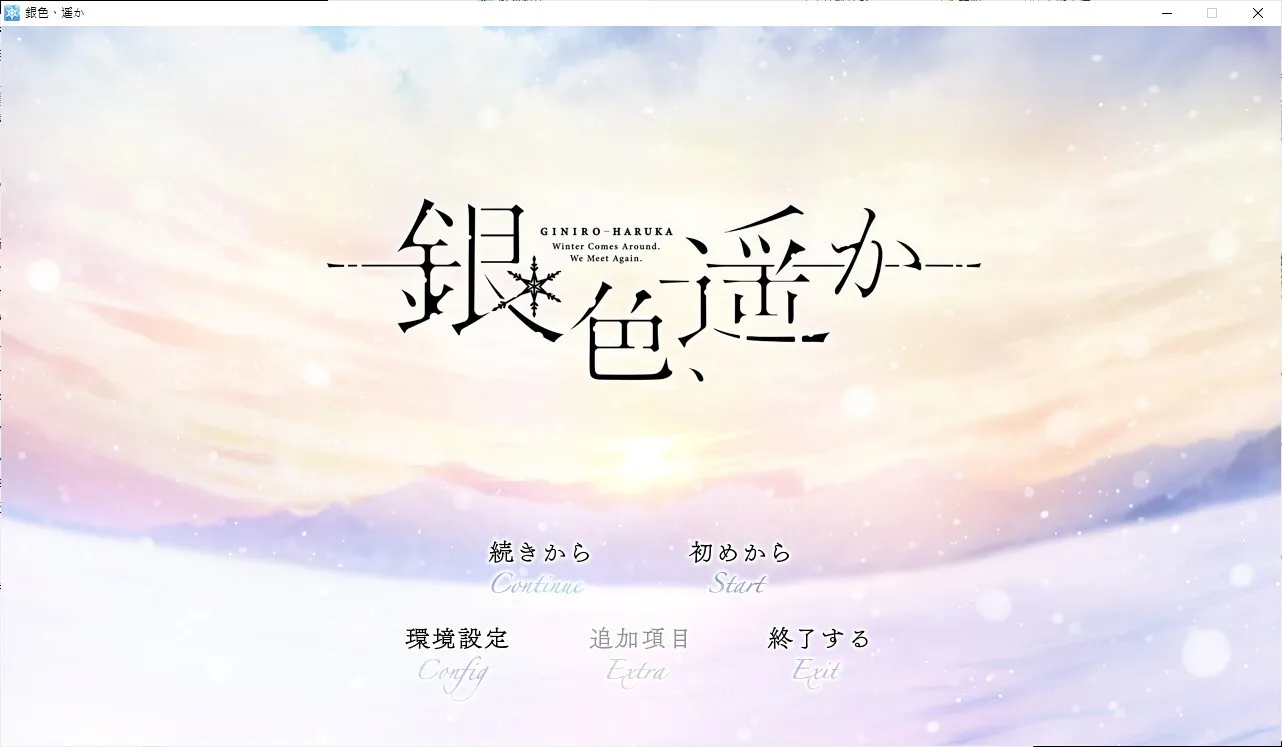 銀色、遥か
銀色、遥か
GINIRO-HARUKA
Winter Comes Around.
We Meet Again.
続きから
Continue
初めから
Start
環境設定
Config
追加項目
Extra
終了する
Exit